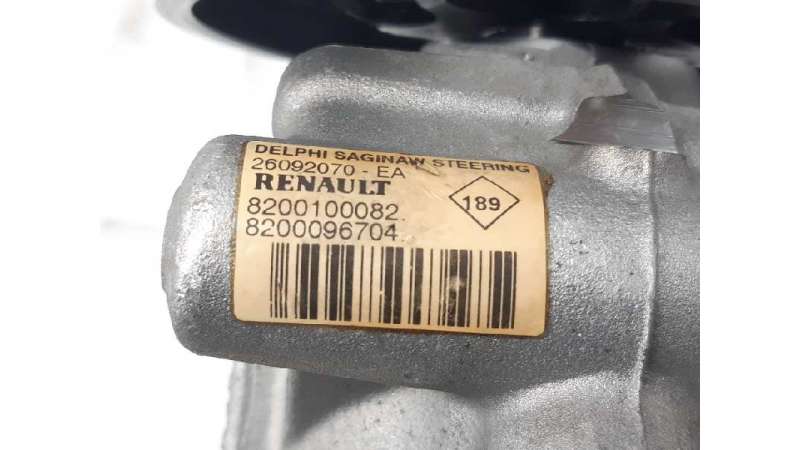 DELPHI SAGINAW STEERING
26092070 - EA
RENAULT
189
8200100082
8200096704